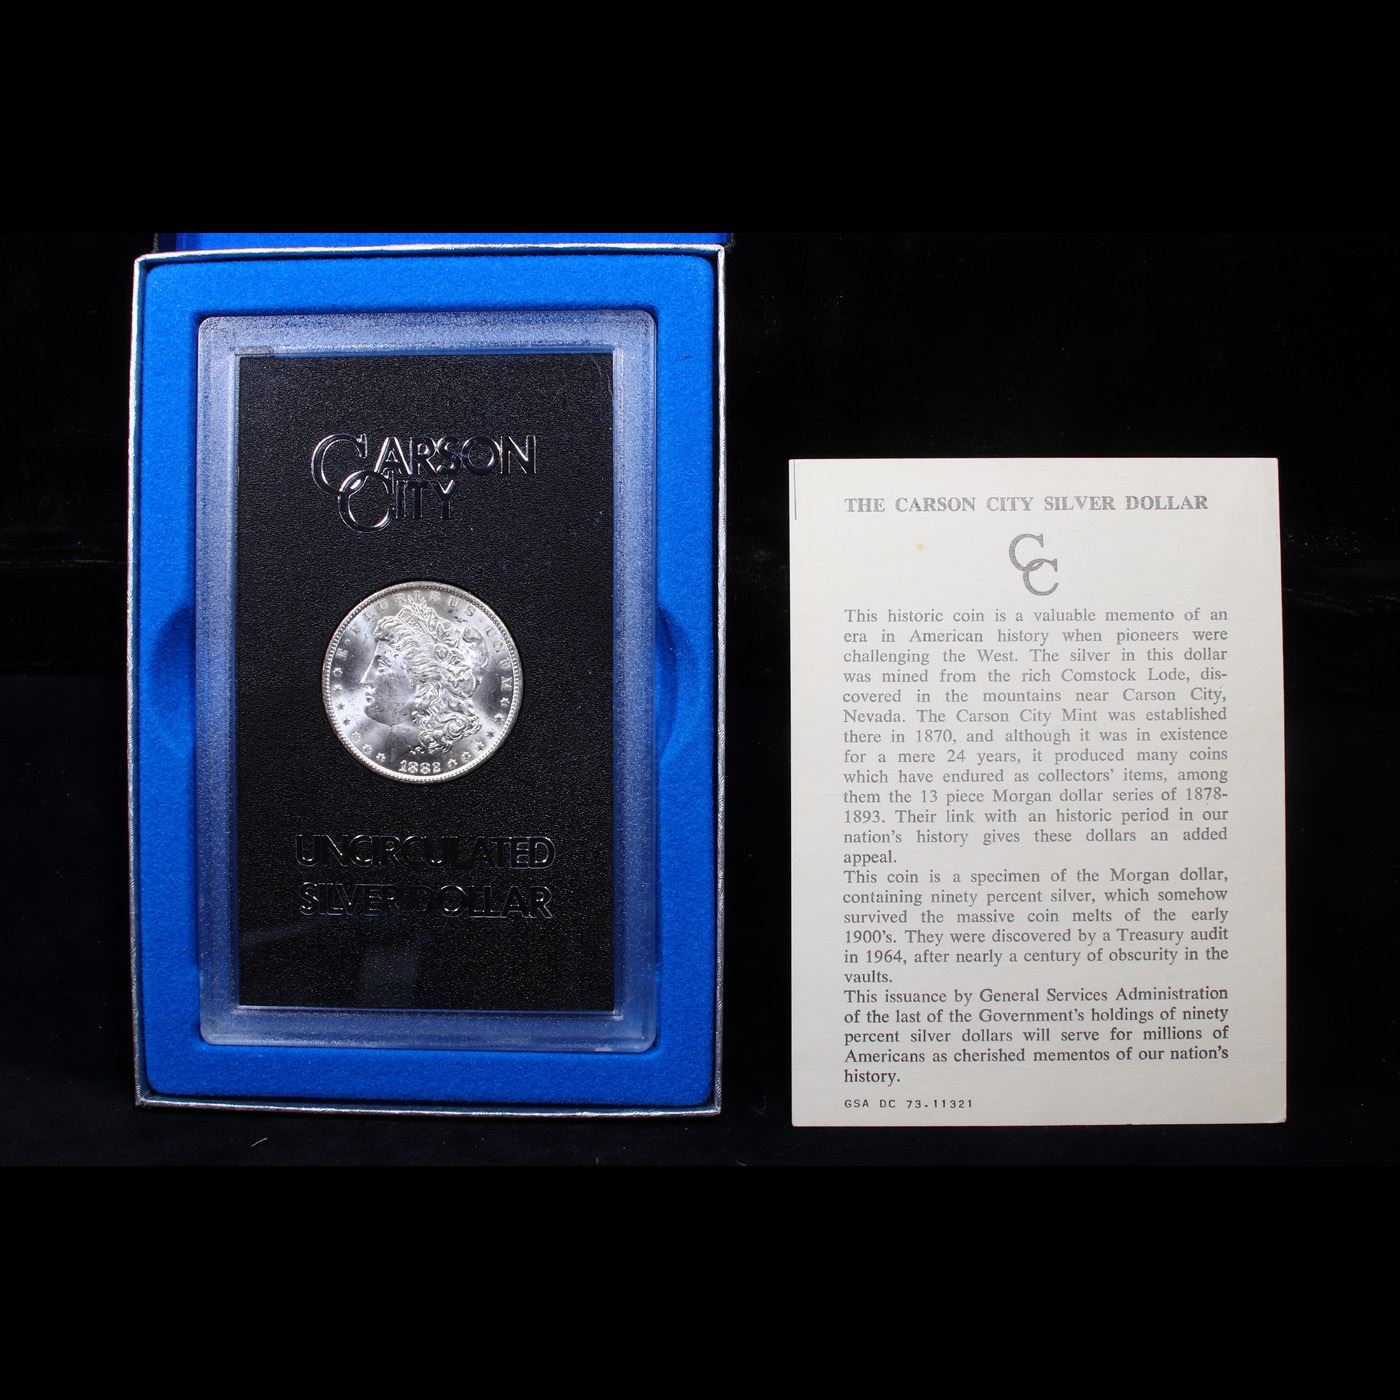 CARSON
CITY
E·PLURIBUS UNUM
1882
UNCIRCULATED
SILVER DOLLAR
THE CARSON CITY SILVER DOLLAR
CC
This historic coin is a valuable memento of an
era in American history when pioneers were
challenging the West. The silver in this dollar
was mined from the rich Comstock Lode, dis-
covered in the mountains near Carson City,
Nevada. The Carson City Mint was established
there in 1870, and although it was in existence
for a mere 24 years, it produced many coins
which have endured as collectors' items, among
them the 13 piece Morgan dollar series of 1878-
1893. Their link with an historic period in our
nation's history gives these dollars an added
appeal.
This coin is a specimen of the Morgan dollar,
containing ninety percent silver, which somehow
survived the massive coin melts of the early
1900's. They were discovered by a Treasury audit
in 1964, after nearly a century of obscurity in the
vaults.
This issuance by General Services Administration
of the last of the Government's holdings of ninety
percent silver dollars will serve for millions of
Americans as cherished mementos of our nation's
history.
GSA DC 73-11321